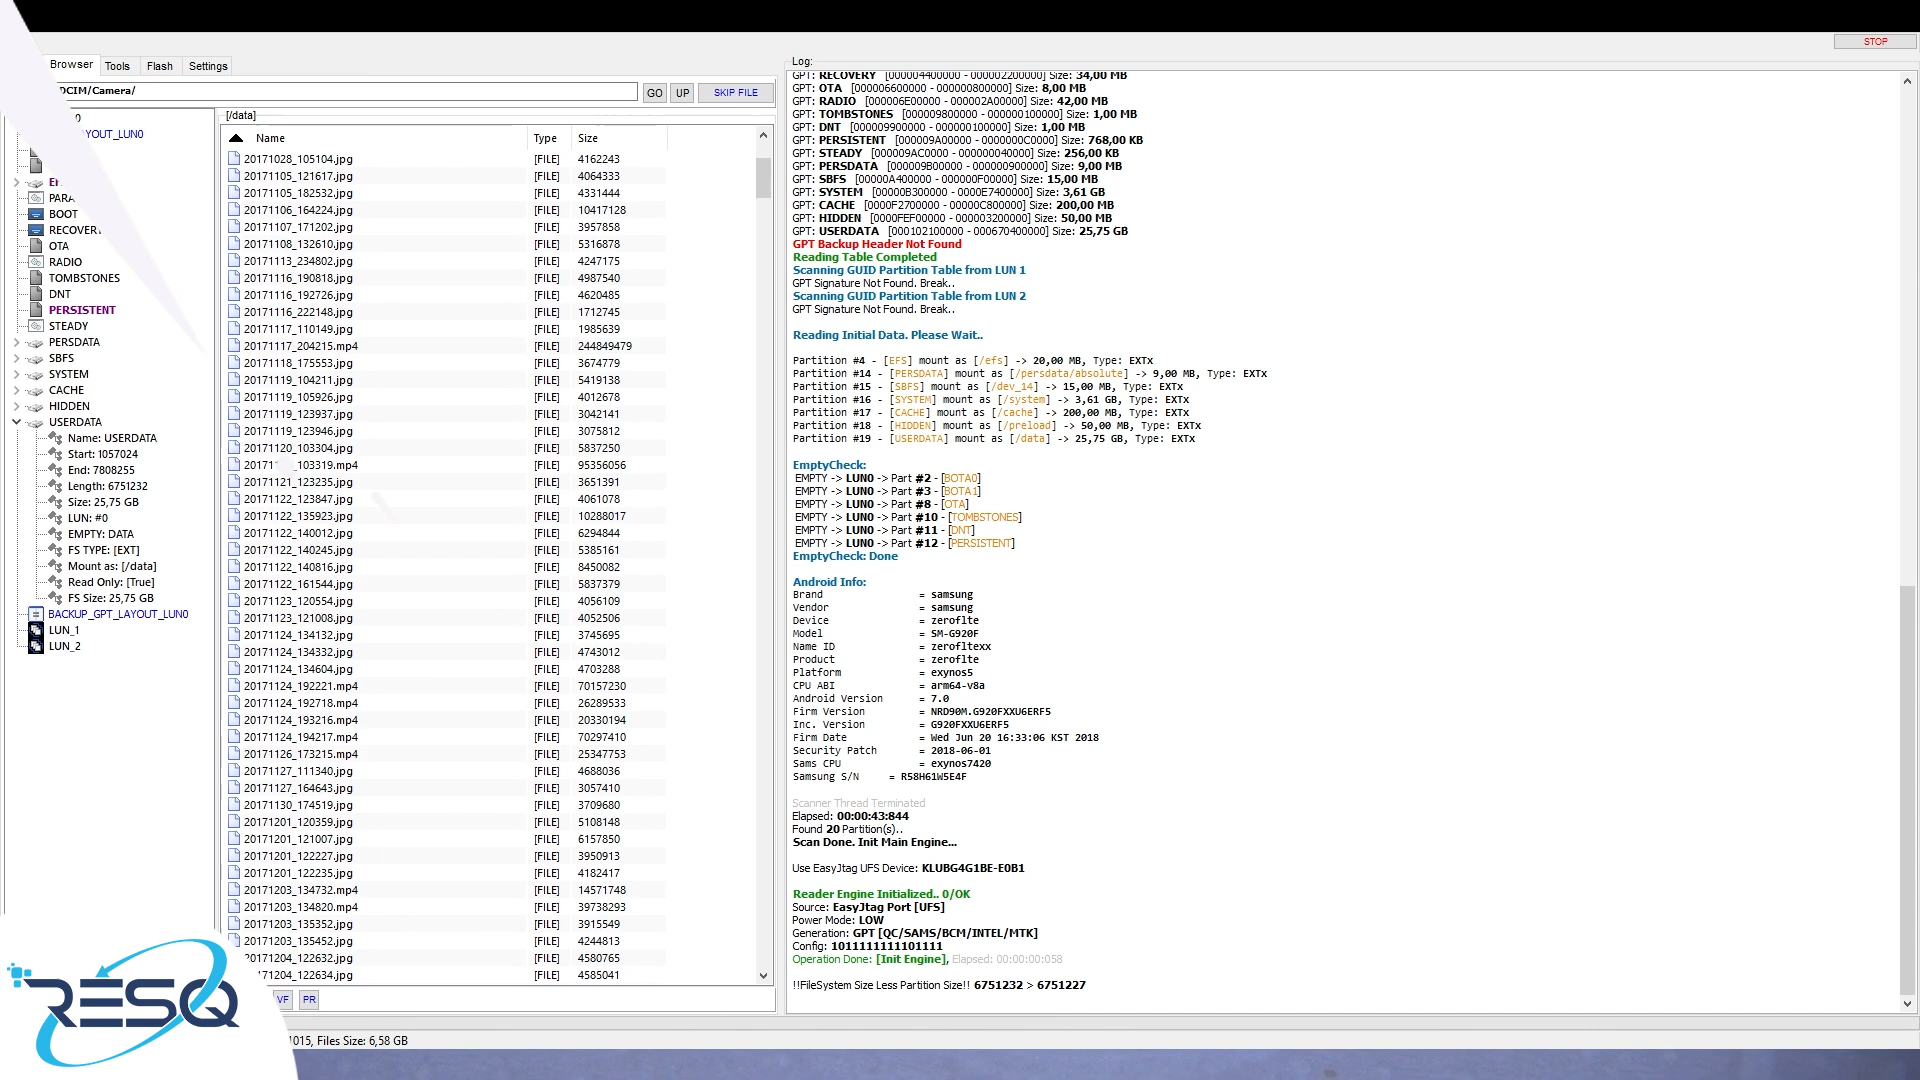 STOP
Browser Tools Flash Settings
Log:
DCIM/Camera/ GO UP SKIP FILE
[/data]
0
AYOUT_LUN0
PARA
BOOT
RECOVERY
OTA
RADIO
TOMBSTONES
DNT
PERSISTENT
STEADY
PERSDATA
SBFS
SYSTEM
CACHE
HIDDEN
USERDATA
Name: USERDATA
Start: 1057024
End: 7808255
Length: 6751232
Size: 25,75 GB
LUN: #0
EMPTY: DATA
FS TYPE: [EXT]
Mount as: [/data]
Read Only: [True]
FS Size: 25,75 GB
BACKUP_GPT_LAYOUT_LUN0
LUN_1
LUN_2
RESQ
Name Type Size
20171028_105104.jpg [FILE] 4162243
20171105_121617.jpg [FILE] 4064333
20171105_182532.jpg [FILE] 4331444
20171106_164224.jpg [FILE] 10417128
20171107_171202.jpg [FILE] 3957858
20171108_132610.jpg [FILE] 5316878
20171113_234802.jpg [FILE] 4247175
20171116_190818.jpg [FILE] 4987540
20171116_192726.jpg [FILE] 4620485
20171116_222148.jpg [FILE] 1712745
20171117_110149.jpg [FILE] 1985639
20171117_204215.mp4 [FILE] 244849479
20171118_175553.jpg [FILE] 3674779
20171119_104211.jpg [FILE] 5419138
20171119_105926.jpg [FILE] 4012678
20171119_123937.jpg [FILE] 3042141
20171119_123946.jpg [FILE] 3075812
20171120_103304.jpg [FILE] 5837250
20171 _103319.mp4 [FILE] 95356056
20171121_123235.jpg [FILE] 3651391
20171122_123847.jpg [FILE] 4061078
20171122_135923.jpg [FILE] 10288017
20171122_140012.jpg [FILE] 6294844
20171122_140245.jpg [FILE] 5385161
20171122_140816.jpg [FILE] 8450082
20171122_161544.jpg [FILE] 5837379
20171123_120554.jpg [FILE] 4056109
20171123_121008.jpg [FILE] 4052506
20171124_134132.jpg [FILE] 3745695
20171124_134332.jpg [FILE] 4743012
20171124_134604.jpg [FILE] 4703288
20171124_192221.mp4 [FILE] 70157230
20171124_192718.mp4 [FILE] 26289533
20171124_193216.mp4 [FILE] 20330194
20171124_194217.mp4 [FILE] 70297410
20171126_173215.mp4 [FILE] 25347753
20171127_111340.jpg [FILE] 4688036
20171127_164643.jpg [FILE] 3057410
20171130_174519.jpg [FILE] 3709680
20171201_120359.jpg [FILE] 5108148
20171201_121007.jpg [FILE] 6157850
20171201_122227.jpg [FILE] 3950913
20171201_122235.jpg [FILE] 4182417
20171203_134732.mp4 [FILE] 14571748
20171203_134820.mp4 [FILE] 39738293
20171203_135352.jpg [FILE] 3915549
20171203_135452.jpg [FILE] 4244813
20171204_122632.jpg [FILE] 4580765
171204_122634.jpg [FILE] 4585041
VF PR
1015, Files Size: 6,58 GB
GPT: RECOVERY [000004400000 - 000002200000] Size: 34,00 MB
GPT: OTA [000006600000 - 000000800000] Size: 8,00 MB
GPT: RADIO [000006E00000 - 000002A00000] Size: 42,00 MB
GPT: TOMBSTONES [000009800000 - 000000100000] Size: 1,00 MB
GPT: DNT [000009900000 - 000000100000] Size: 1,00 MB
GPT: PERSISTENT [000009A00000 - 0000000C0000] Size: 768,00 KB
GPT: STEADY [000009AC0000 - 000000040000] Size: 256,00 KB
GPT: PERSDATA [000009B00000 - 000000900000] Size: 9,00 MB
GPT: SBFS [00000A400000 - 000000F00000] Size: 15,00 MB
GPT: SYSTEM [00000B300000 - 0000E7400000] Size: 3,61 GB
GPT: CACHE [0000F2700000 - 00000C800000] Size: 200,00 MB
GPT: HIDDEN [0000FEF00000 - 000003200000] Size: 50,00 MB
GPT: USERDATA [000102100000 - 000670400000] Size: 25,75 GB
GPT Backup Header Not Found
Reading Table Completed
Scanning GUID Partition Table from LUN 1
GPT Signature Not Found. Break..
Scanning GUID Partition Table from LUN 2
GPT Signature Not Found. Break..
Reading Initial Data. Please Wait..
Partition #4 - [EFS] mount as [/efs] -> 20,00 MB, Type: EXTx
Partition #14 - [PERSDATA] mount as [/persdata/absolute] -> 9,00 MB, Type: EXTx
Partition #15 - [SBFS] mount as [/dev_14] -> 15,00 MB, Type: EXTx
Partition #16 - [SYSTEM] mount as [/system] -> 3,61 GB, Type: EXTx
Partition #17 - [CACHE] mount as [/cache] -> 200,00 MB, Type: EXTx
Partition #18 - [HIDDEN] mount as [/preload] -> 50,00 MB, Type: EXTx
Partition #19 - [USERDATA] mount as [/data] -> 25,75 GB, Type: EXTx
EmptyCheck:
EMPTY -> LUN0 -> Part #2 - [BOTA0]
EMPTY -> LUN0 -> Part #3 - [BOTA1]
EMPTY -> LUN0 -> Part #8 - [OTA]
EMPTY -> LUN0 -> Part #10 - [TOMBSTONES]
EMPTY -> LUN0 -> Part #11 - [DNT]
EMPTY -> LUN0 -> Part #12 - [PERSISTENT]
EmptyCheck: Done
Android Info:
Brand = samsung
Vendor = samsung
Device = zeroflte
Model = SM-G920F
Name ID = zerofltexx
Product = zeroflte
Platform = exynos5
CPU ABI = arm64-v8a
Android Version = 7.0
Firm Version = NRD90M.G920FXXU6ERF5
Inc. Version = G920FXXU6ERF5
Firm Date = Wed Jun 20 16:33:06 KST 2018
Security Patch = 2018-06-01
Sams CPU = exynos7420
Samsung S/N = R58H61W5E4F
Scanner Thread Terminated
Elapsed: 00:00:43:844
Found 20 Partition(s)..
Scan Done. Init Main Engine...
Use EasyJtag UFS Device: KLUBG4G1BE-E0B1
Reader Engine Initialized.. 0/OK
Source: EasyJtag Port [UFS]
Power Mode: LOW
Generation: GPT [QC/SAMS/BCM/INTEL/MTK]
Config: 1011111111101111
Operation Done: [Init Engine], Elapsed: 00:00:00:058
!!FileSystem Size Less Partition Size!! 6751232 > 6751227